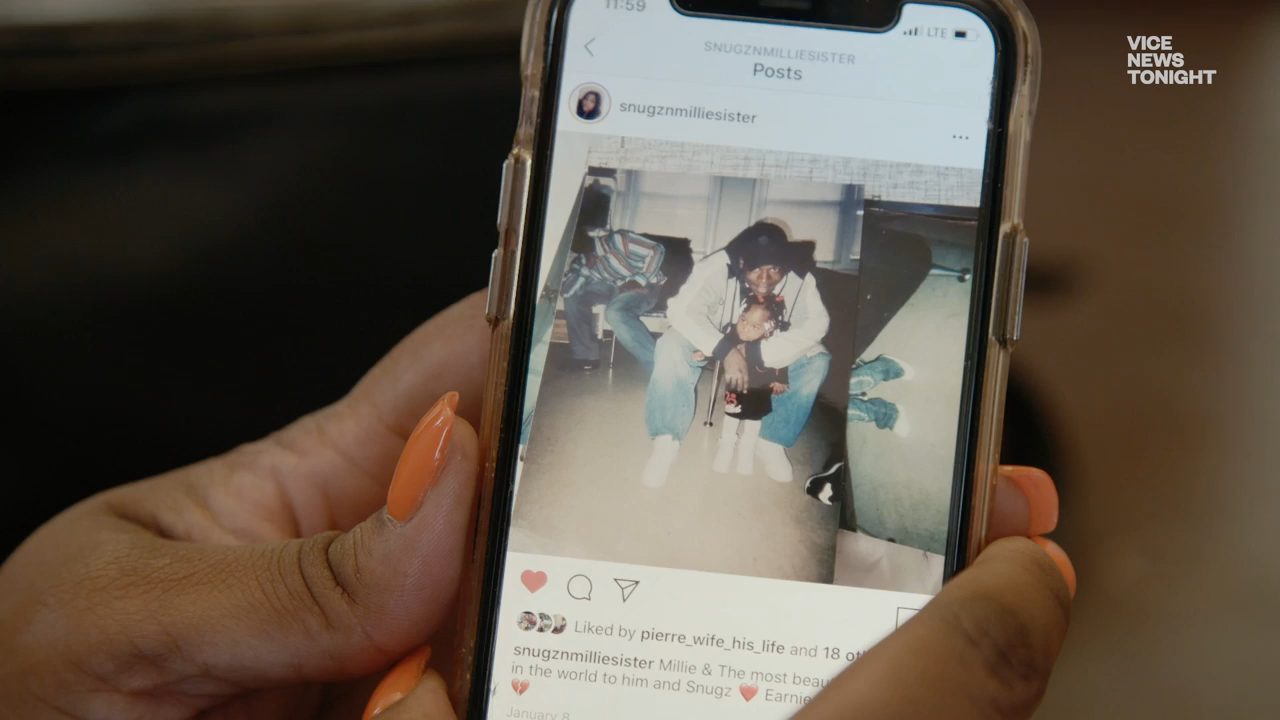 11:59
LTE
VICE
NEWS
TONIGHT
SNUGZNMILLIESISTER
Posts
snugznmilliesister
Liked by pierre_wife_his_life and 18
snugznmilliesister Millie & The most
in the world to him and Snugz ❤️ Earnie
💔
January 8